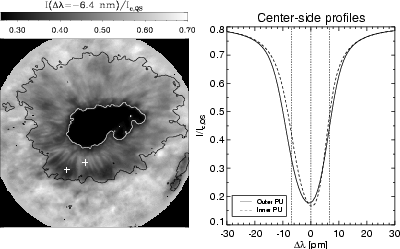 I(Δλ=−6.4 nm)/I_c,QS
0.30 0.40 0.50 0.60 0.70
Center-side profiles
0.8
0.7
0.6
0.5
0.4
0.3
0.2
0.1
I/I_c,QS
Outer PU
Inner PU
-30 -20 -10 0 10 20 30
Δλ [pm]